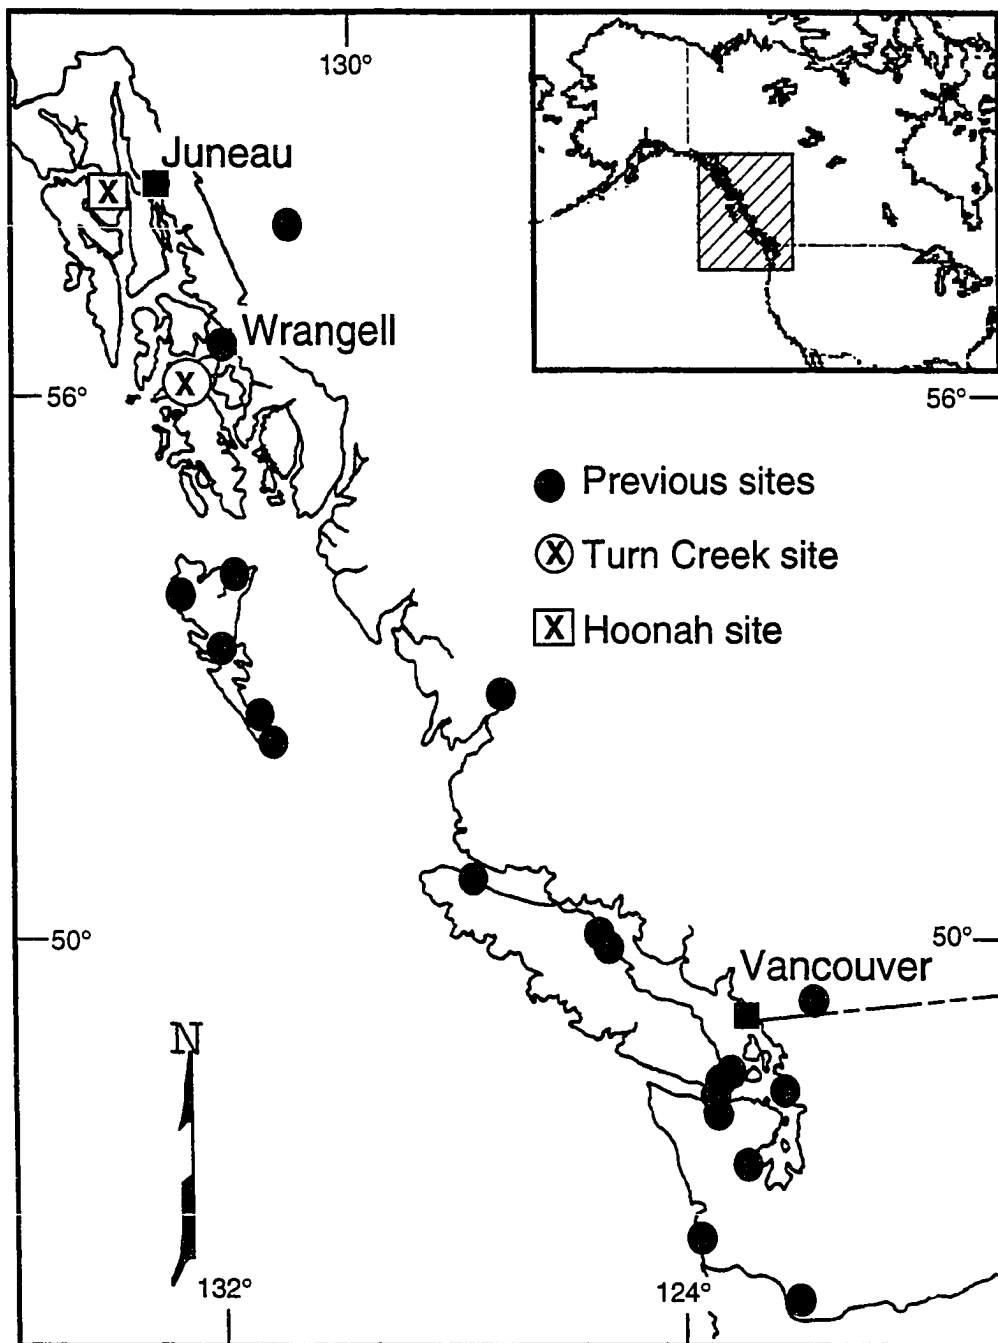 130°
Juneau
X
Wrangell
X
56°
56°
Previous sites
X Turn Creek site
X Hoonah site
50°
50°
Vancouver
N
132°
124°